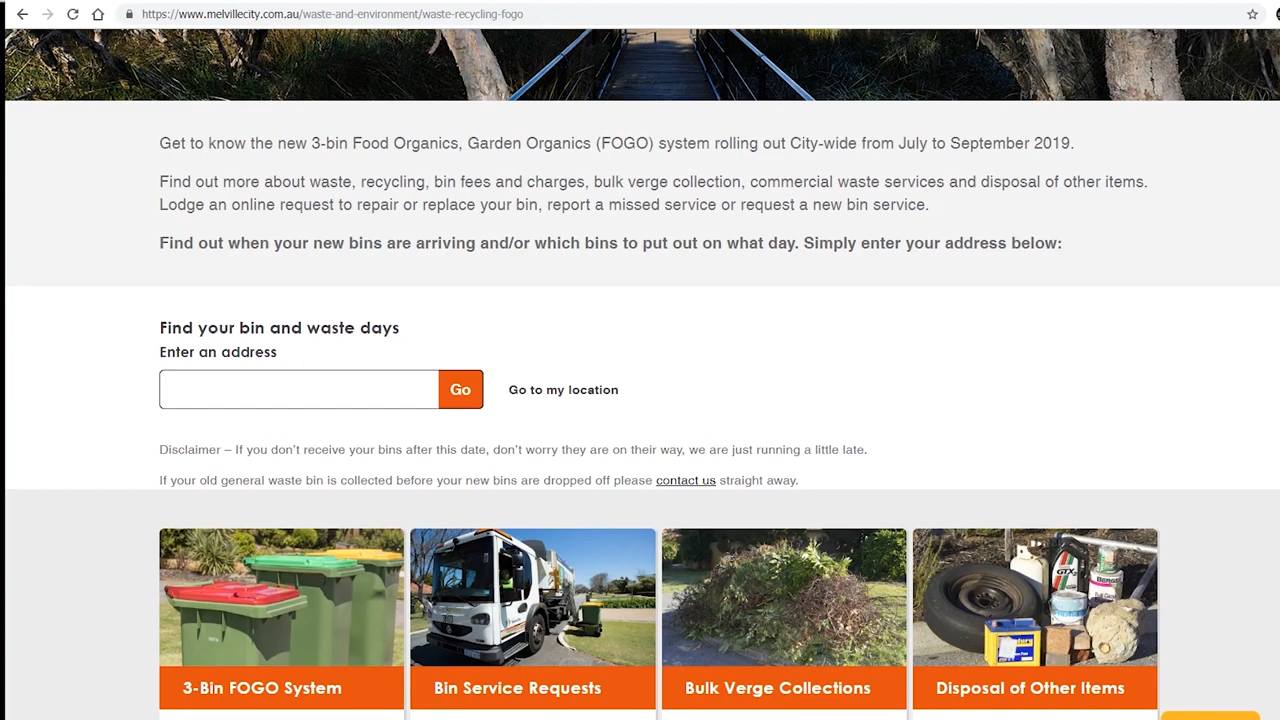 https://www.melvillecity.com.au/waste-and-environment/waste-recycling-fogo
Get to know the new 3-bin Food Organics, Garden Organics (FOGO) system rolling out City-wide from July to September 2019.
Find out more about waste, recycling, bin fees and charges, bulk verge collection, commercial waste services and disposal of other items.
Lodge an online request to repair or replace your bin, report a missed service or request a new bin service.
Find out when your new bins are arriving and/or which bins to put out on what day. Simply enter your address below:
Find your bin and waste days
Enter an address
Go
Go to my location
Disclaimer – If you don't receive your bins after this date, don't worry they are on their way, we are just running a little late.
If your old general waste bin is collected before your new bins are dropped off please contact us straight away.
GTX
3-Bin FOGO System
Bin Service Requests
Bulk Verge Collections
Disposal of Other Items